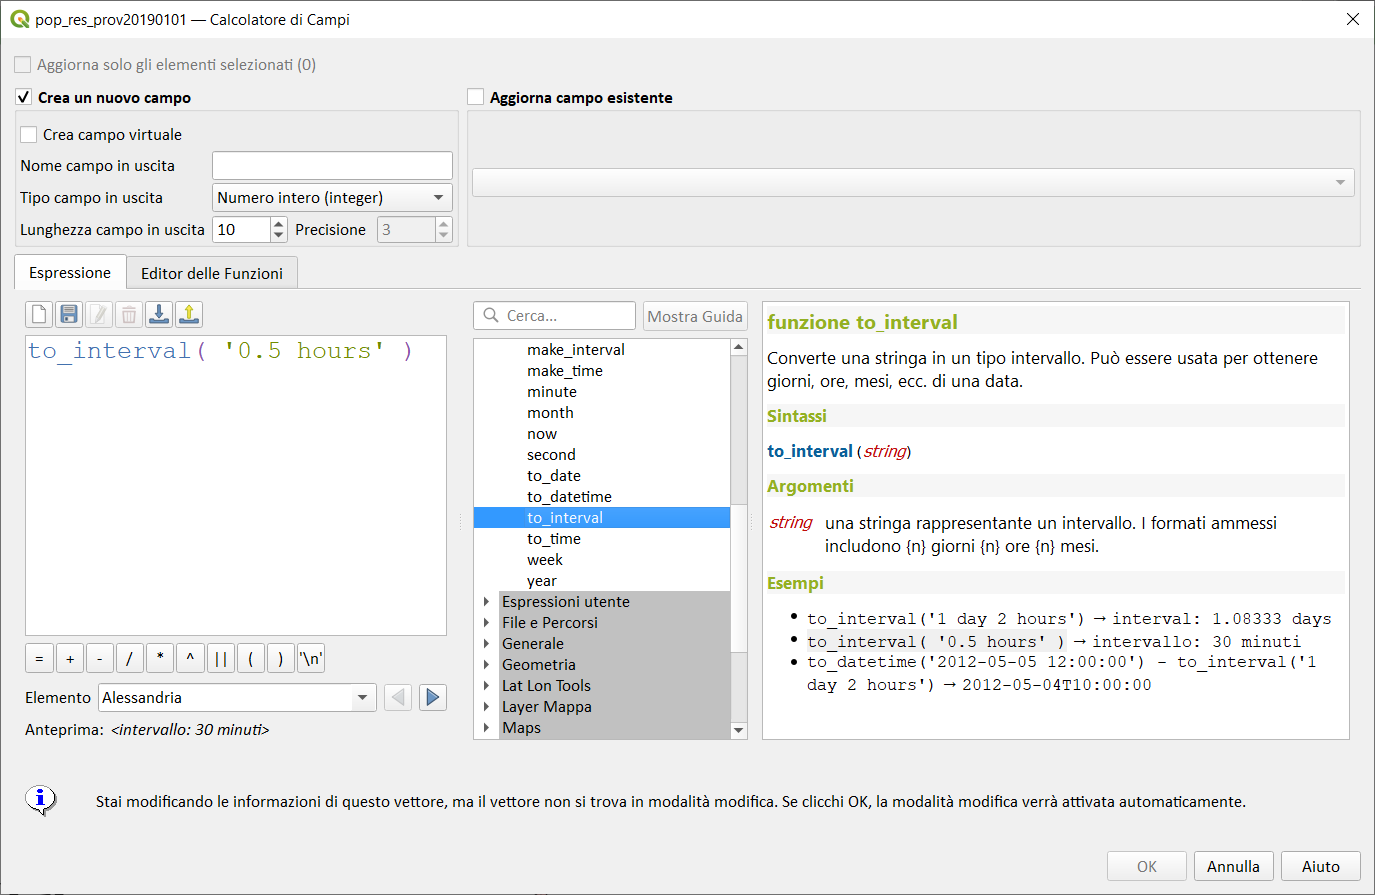 pop_res_prov20190101 — Calcolatore di Campi
Aggiorna solo gli elementi selezionati (0)
Crea un nuovo campo
Aggiorna campo esistente
Crea campo virtuale
Nome campo in uscita
Tipo campo in uscita Numero intero (integer)
Lunghezza campo in uscita 10 Precisione 3
Espressione Editor delle Funzioni
to_interval( '0.5 hours' )
= + - / * ^ || ( ) '\n'
Elemento Alessandria
Anteprima: <intervallo: 30 minuti>
Cerca... Mostra Guida
make_interval
make_time
minute
month
now
second
to_date
to_datetime
to_interval
to_time
week
year
Espressioni utente
File e Percorsi
Generale
Geometria
Lat Lon Tools
Layer Mappa
Maps
funzione to_interval
Converte una stringa in un tipo intervallo. Può essere usata per ottenere
giorni, ore, mesi, ecc. di una data.
Sintassi
to_interval (string)
Argomenti
string una stringa rappresentante un intervallo. I formati ammessi
includono {n} giorni {n} ore {n} mesi.
Esempi
• to_interval('1 day 2 hours') → interval: 1.08333 days
• to_interval( '0.5 hours' ) → intervallo: 30 minuti
• to_datetime('2012-05-05 12:00:00') - to_interval('1
day 2 hours') → 2012-05-04T10:00:00
Stai modificando le informazioni di questo vettore, ma il vettore non si trova in modalità modifica. Se clicchi OK, la modalità modifica verrà attivata automaticamente.
OK Annulla Aiuto